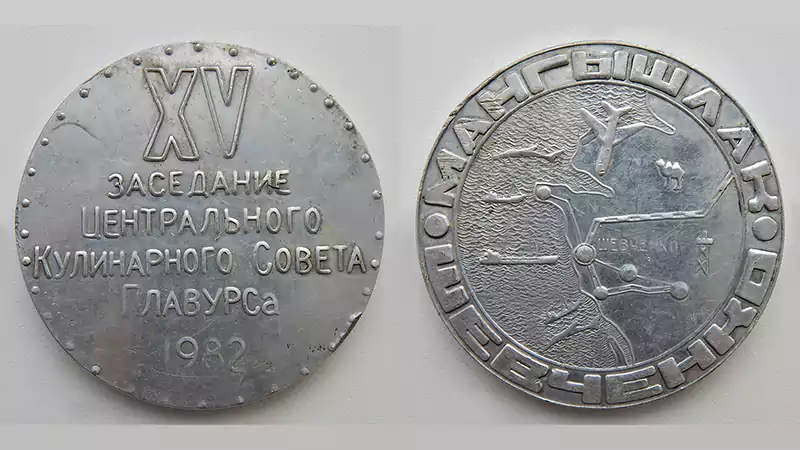 XV
ЗАСЕДАНИЕ
ЦЕНТРАЛЬНОГО
КУЛИНАРНОГО СОВЕТА
ГЛАВУРСа
1982
МАНГЫШЛАК
ШЕВЧЕНКО
ШЕВЧЕНКО